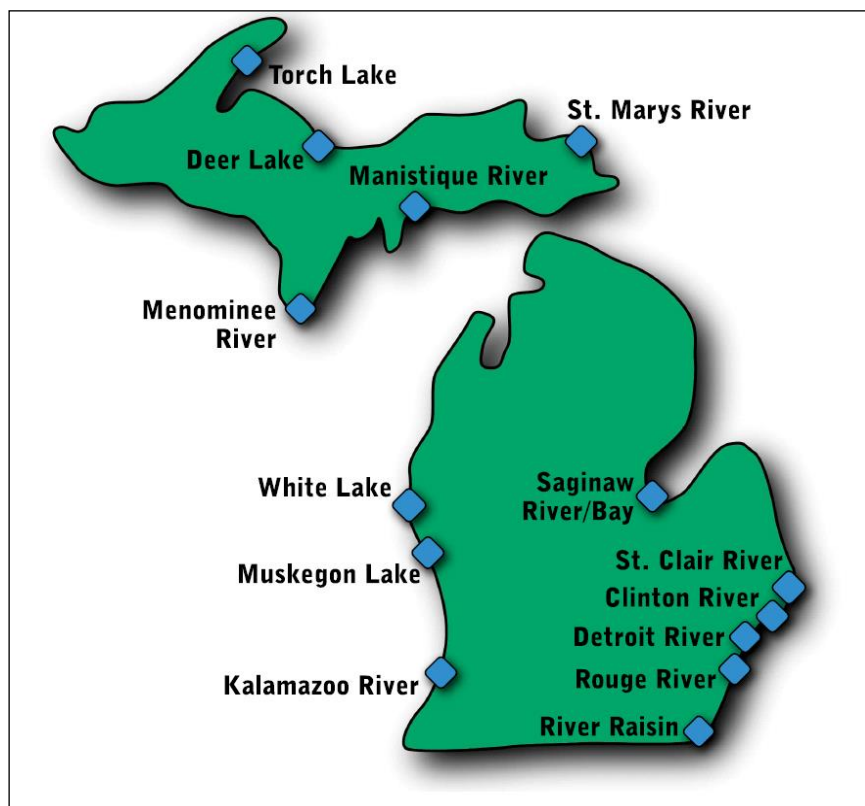 Torch Lake
St. Marys River
Deer Lake
Manistique River
Menominee
River
White Lake
Saginaw
River/Bay
Muskegon Lake
St. Clair River
Clinton River
Detroit River
Kalamazoo River
Rouge River
River Raisin